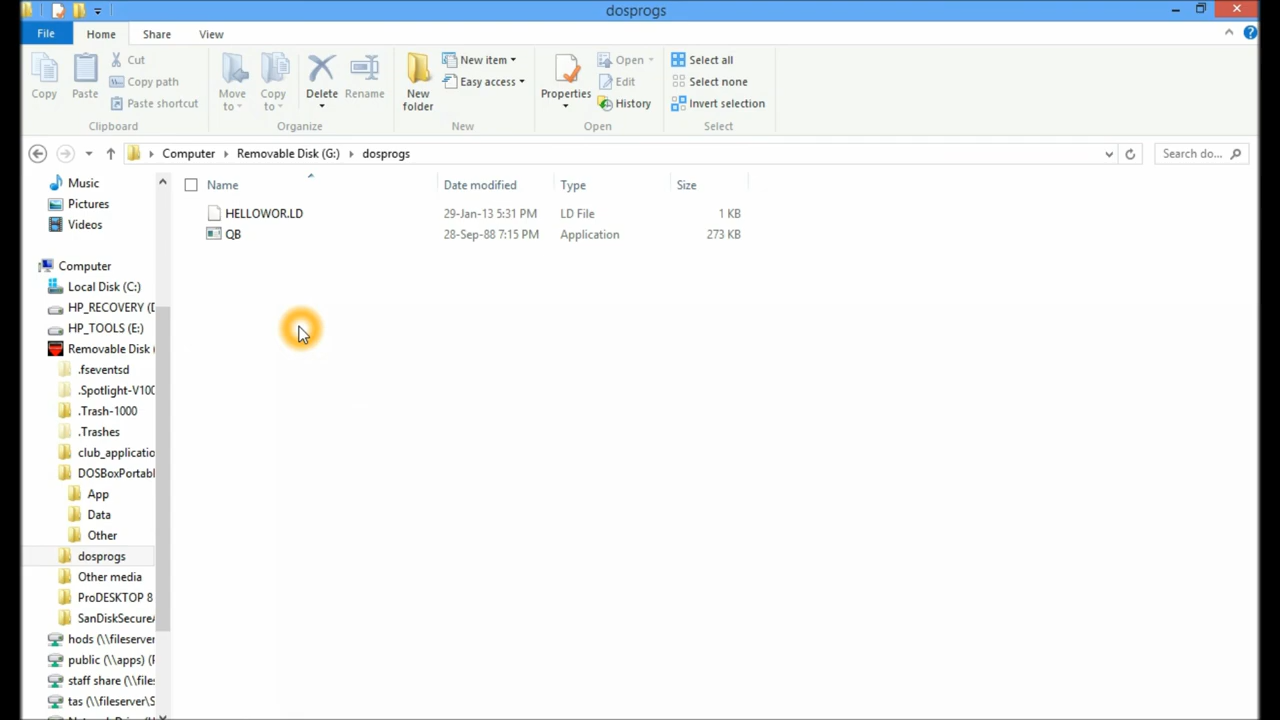 dosprogs
File Home Share View
Copy
Paste
Cut
Copy path
Paste shortcut
Clipboard
Move to
Copy to
Delete
Rename
Organize
New folder
New item
Easy access
New
Properties
Open
Edit
History
Open
Select all
Select none
Invert selection
Select
Computer Removable Disk (G:) dosprogs
Search do...
Music
Pictures
Videos
Computer
Local Disk (C:)
HP_RECOVERY (D
HP_TOOLS (E:)
Removable Disk (
.fseventsd
.Spotlight-V100
.Trash-1000
.Trashes
club_applicatio
DOSBoxPortabl
App
Data
Other
dosprogs
Other media
ProDESKTOP 8
SanDiskSecureA
hods (\\fileserver
public (\\apps) (P
staff share (\\files
tas (\\fileserver\S
Name Date modified Type Size
HELLOWOR.LD 29-Jan-13 5:31 PM LD File 1 KB
QB 28-Sep-88 7:15 PM Application 273 KB